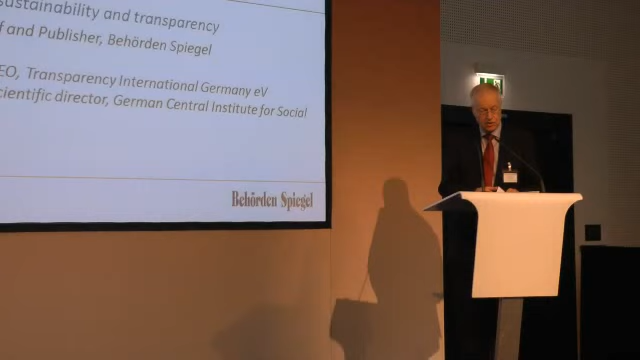 sustainability and transparency
f and Publisher, Behörden Spiegel
EO, Transparency International Germany eV
cientific director, German Central Institute for Social
Behörden Spiegel